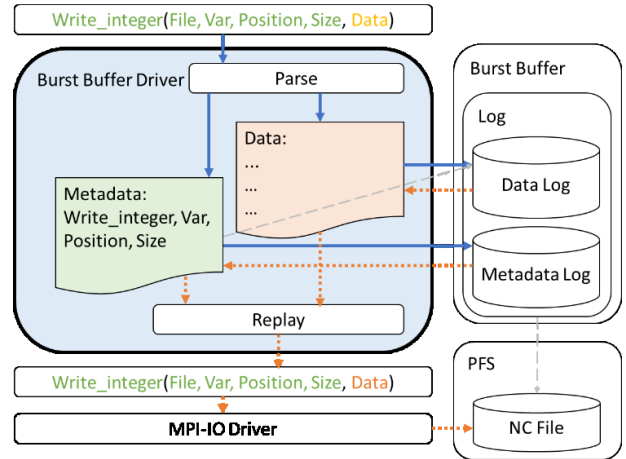 Write_integer(File, Var, Position, Size, Data)
Burst Buffer Driver
Parse
Data:
...
...
...
Metadata:
Write_integer, Var,
Position, Size
Replay
Write_integer(File, Var, Position, Size, Data)
MPI-IO Driver
Burst Buffer
Log
Data Log
Metadata Log
PFS
NC File